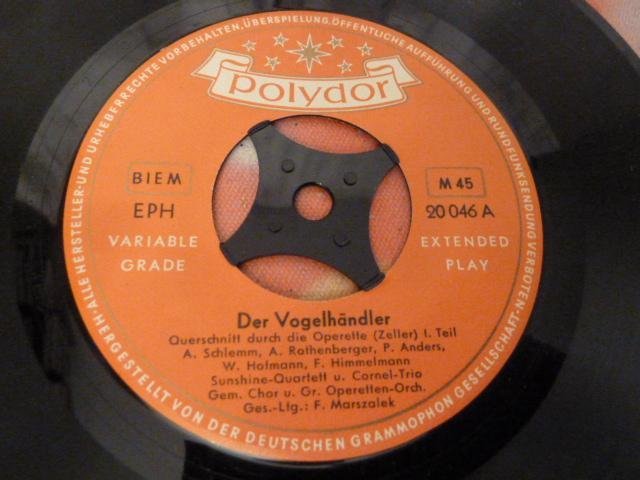 polydor
BIEM
M 45
EPH
20 046 A
VARIABLE
GRADE
EXTENDED
PLAY
Der Vogelhändler
Querschnitt durch die Operette (Zeller) I. Teil
A. Schlemm, A. Rothenberger, P. Anders,
W. Hofmann, F. Himmelmann
Sunshine-Quartett u. Cornel-Trio
Gem. Chor u. Gr. Operetten-Orch.
Ges.-Ltg.: F. Marszalek
ALLE HERSTELLER-UND URHEBERRECHTE VORBEHALTEN, ÜBERSPIELUNG, ÖFFENTLICHE AUFFÜHRUNG UND RUNDFUNKSENDUNG VERBOTEN·
HERGESTELLT VON DER DEUTSCHEN GRAMMOPHON GESELLSCHAFT·